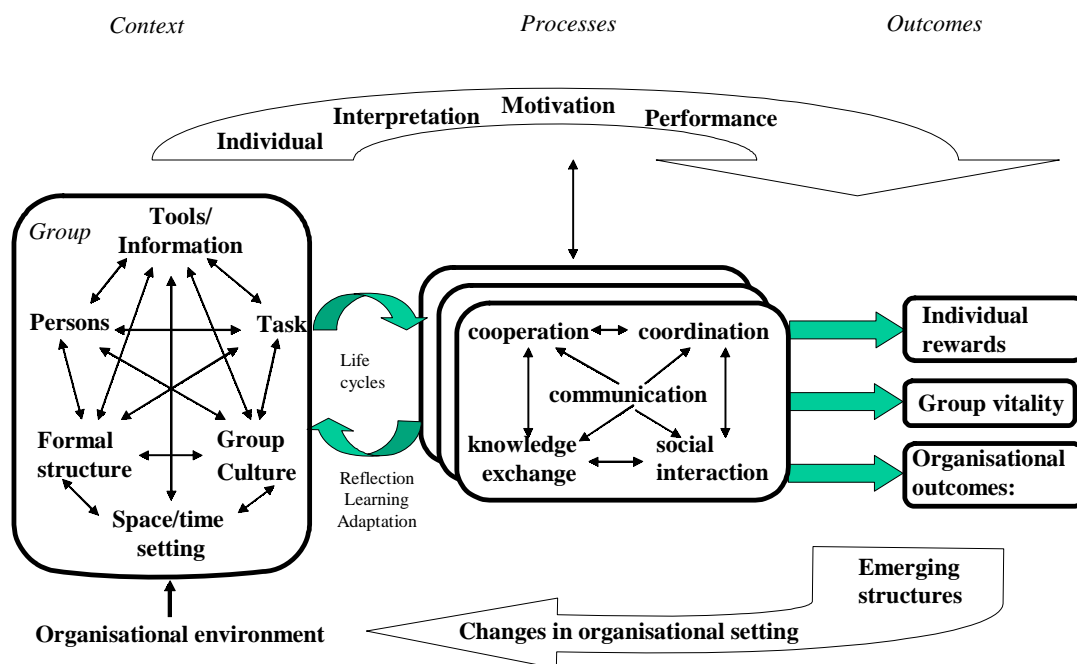 Context
Processes
Outcomes
Motivation
Interpretation
Performance
Individual
Group
Tools/
Information
Persons
Task
Formal
structure
Group
Culture
Space/time
setting
Organisational environment
Life
cycles
Reflection
Learning
Adaptation
cooperation
coordination
communication
knowledge
exchange
social
interaction
Individual
rewards
Group vitality
Organisational
outcomes:
Emerging
structures
Changes in organisational setting